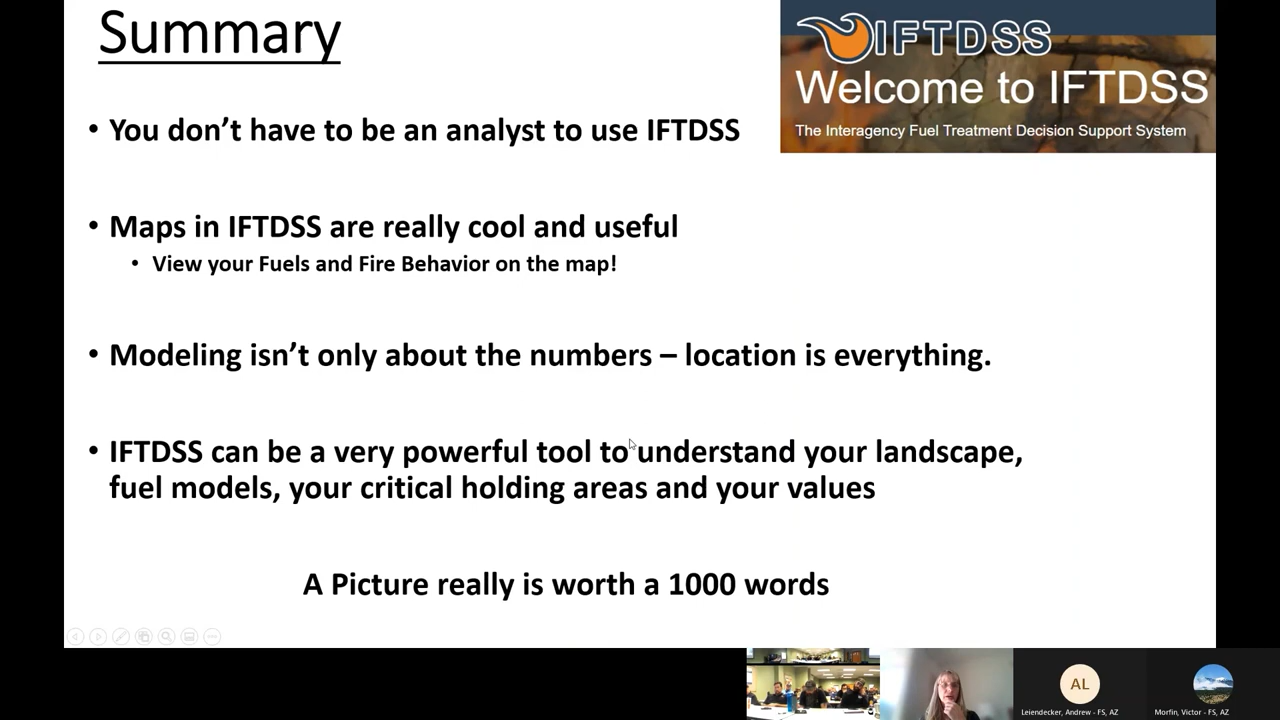 Summary
IFTDSS
Welcome to IFTDSS
The Interagency Fuel Treatment Decision Support System
• You don’t have to be an analyst to use IFTDSS
• Maps in IFTDSS are really cool and useful
• View your Fuels and Fire Behavior on the map!
• Modeling isn’t only about the numbers – location is everything.
• IFTDSS can be a very powerful tool to understand your landscape,
fuel models, your critical holding areas and your values
A Picture really is worth a 1000 words
AL
Leiendecker, Andrew - FS, AZ
Morfin, Victor - FS, AZ